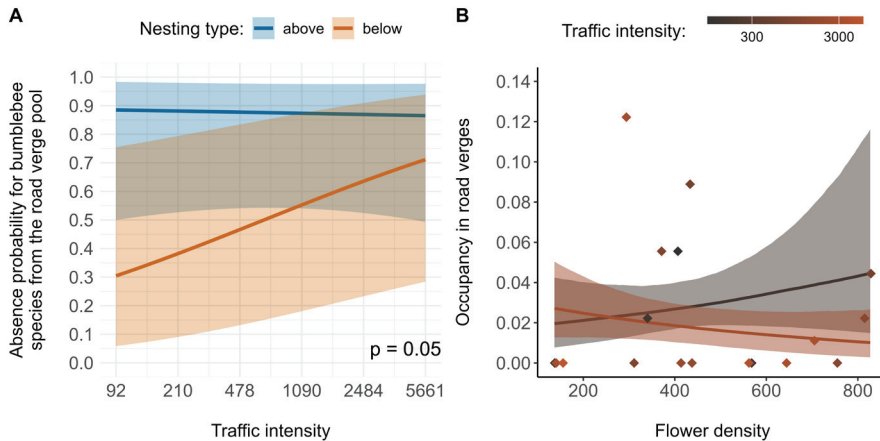 A
Nesting type: above below
Absence probability for bumblebee
species from the road verge pool
1.0
0.9
0.8
0.7
0.6
0.5
0.4
0.3
0.2
0.1
0.0
p = 0.05
92 210 478 1090 2484 5661
Traffic intensity
B
Traffic intensity:
300 3000
Occupancy in road verges
0.14
0.12
0.10
0.08
0.06
0.04
0.02
0.00
200 400 600 800
Flower density